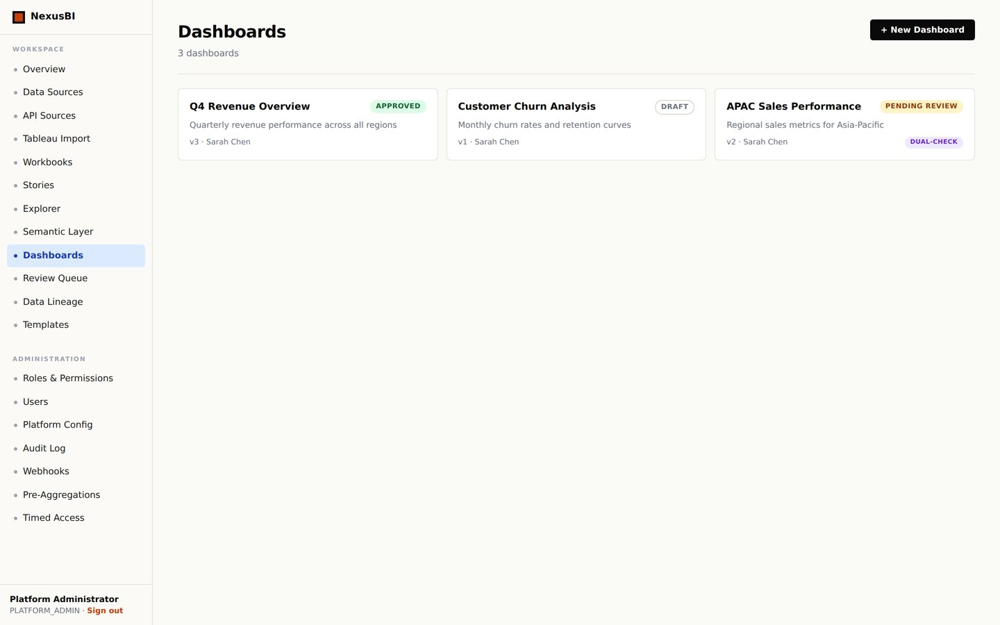 NexusBI
WORKSPACE
Overview
Data Sources
API Sources
Tableau Import
Workbooks
Stories
Explorer
Semantic Layer
Dashboards
Review Queue
Data Lineage
Templates
ADMINISTRATION
Roles & Permissions
Users
Platform Config
Audit Log
Webhooks
Pre-Aggregations
Timed Access
Platform Administrator
PLATFORM_ADMIN · Sign out
Dashboards
3 dashboards
+ New Dashboard
Q4 Revenue Overview
APPROVED
Quarterly revenue performance across all regions
v3 · Sarah Chen
Customer Churn Analysis
DRAFT
Monthly churn rates and retention curves
v1 · Sarah Chen
APAC Sales Performance
PENDING REVIEW
Regional sales metrics for Asia-Pacific
v2 · Sarah Chen
DUAL-CHECK